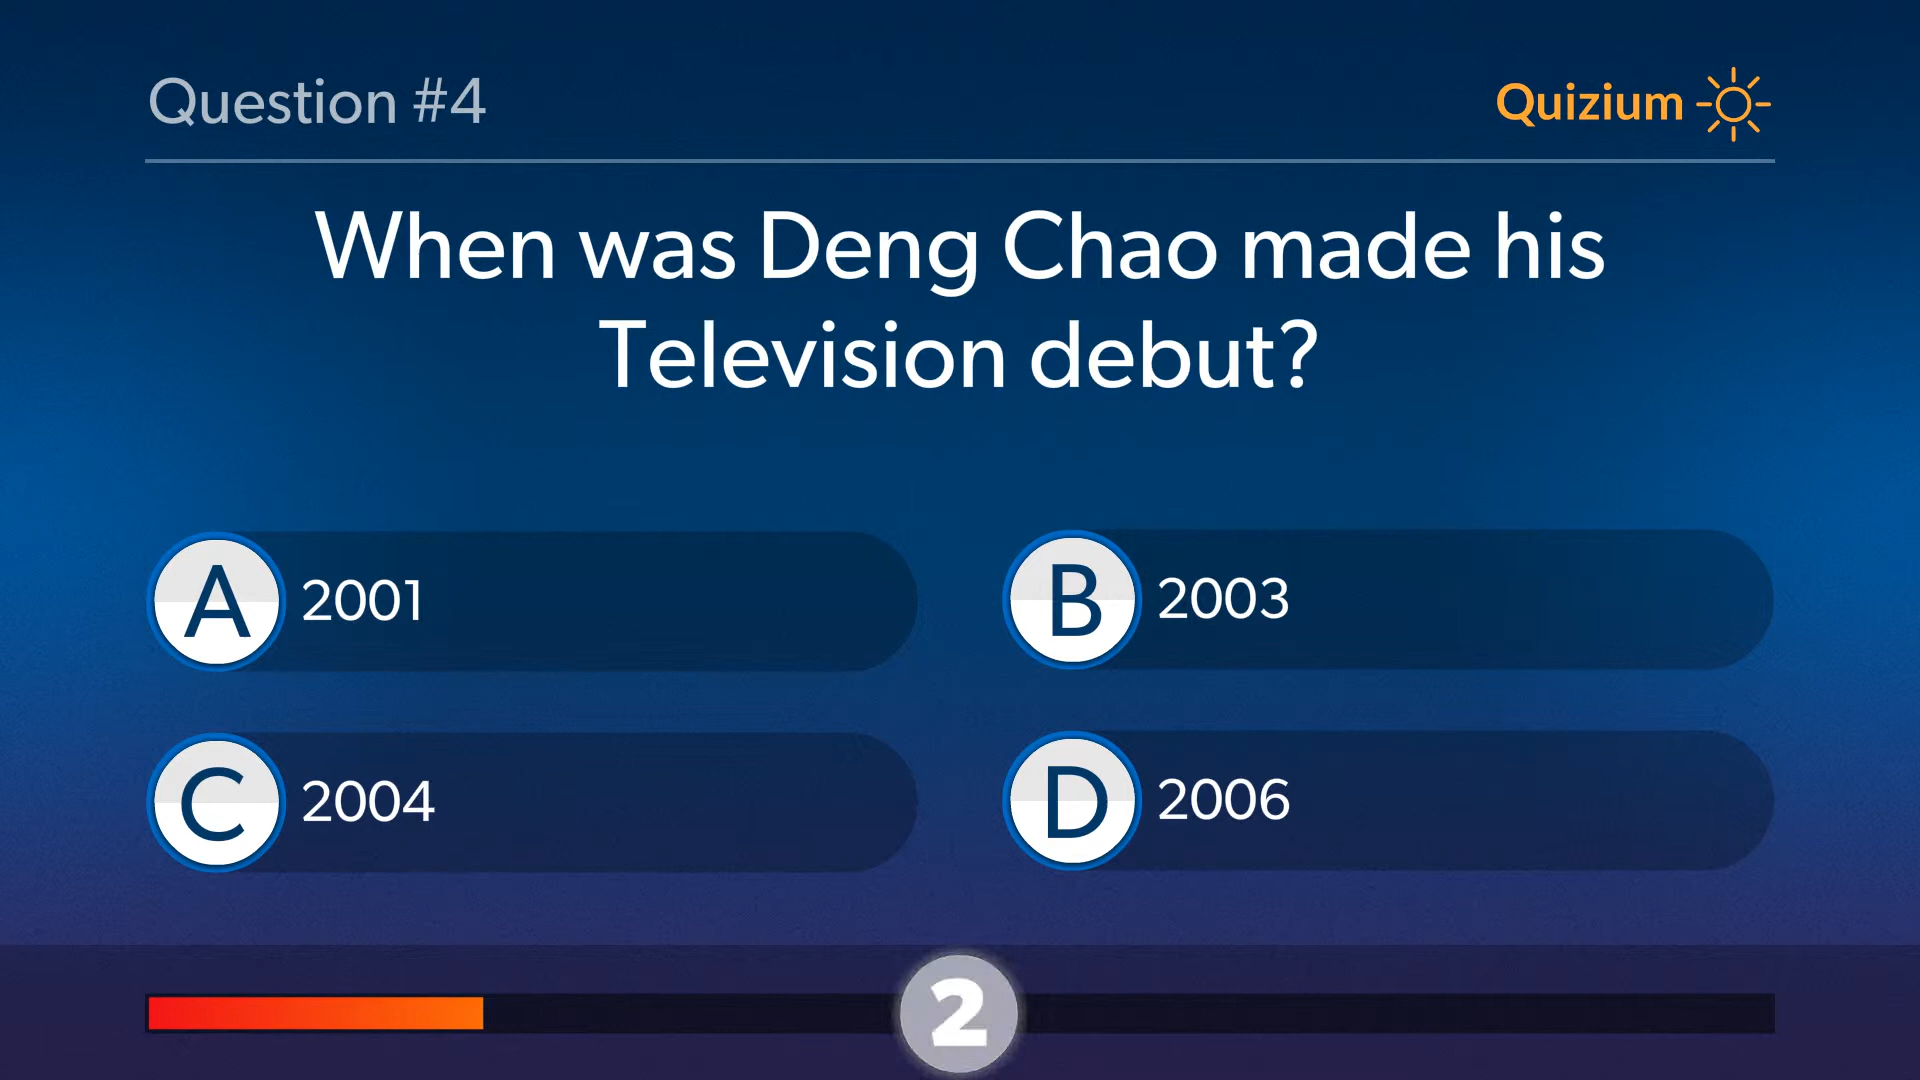 Question #4
Quizium
When was Deng Chao made his
Television debut?
A 2001
B 2003
C 2004
D 2006
2